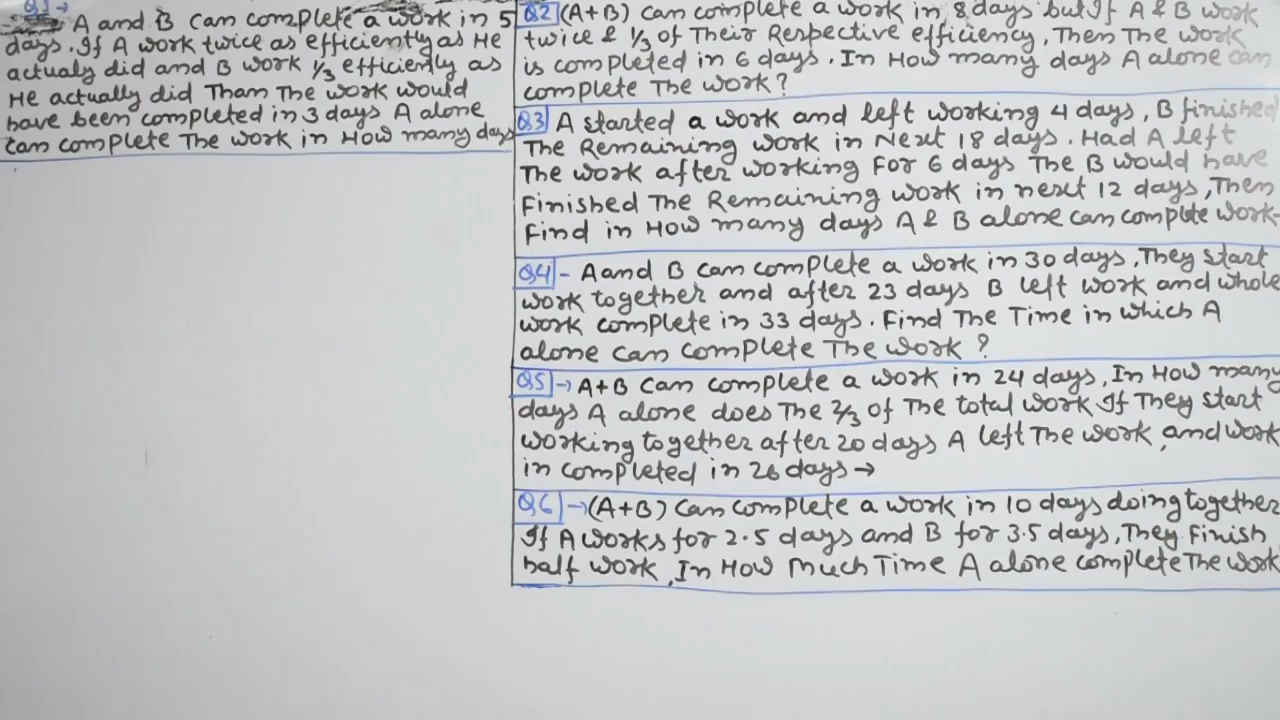 Q1→
A and B can complete a work in 5
days. If A work twice as efficiently as He
actualy did and B work 1/3 efficiently as
He actually did Than The work would
have been completed in 3 days A alone
can complete The work in How many days
Q2 (A+B) can complete a work in 8 days but If A & B work
twice & 1/3 of Their Respective efficiency, Then The work
is completed in 6 days. In How many days A alone can
complete The work?
Q3 A started a work and left working 4 days, B finished
The Remaining work in Next 18 days. Had A left
The work after working For 6 days The B would have
Finished The Remaining work in next 12 days, Then
Find in How many days A & B alone can complete work.
Q4 - A and B can complete a work in 30 days, They start
work together and after 23 days B left work and whole
work complete in 33 days. Find The Time in which A
alone can complete The work?
Q5 → A+B can complete a work in 24 days, In How many
days A alone does The 2/3 of The total work If They start
working together after 20 days A left The work, and work
in completed in 26 days →
Q6 → (A+B) can complete a work in 10 days doing together
If A works for 2.5 days and B for 3.5 days, They Finish
half work, In How Much Time A alone complete The work